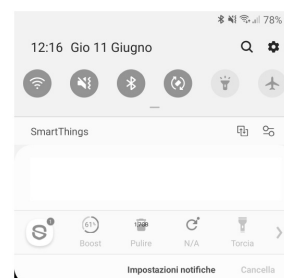 78%
12:16 Gio 11 Giugno
SmartThings
61%
Boost Pulire N/A Torcia
Impostazioni notifiche Cancella